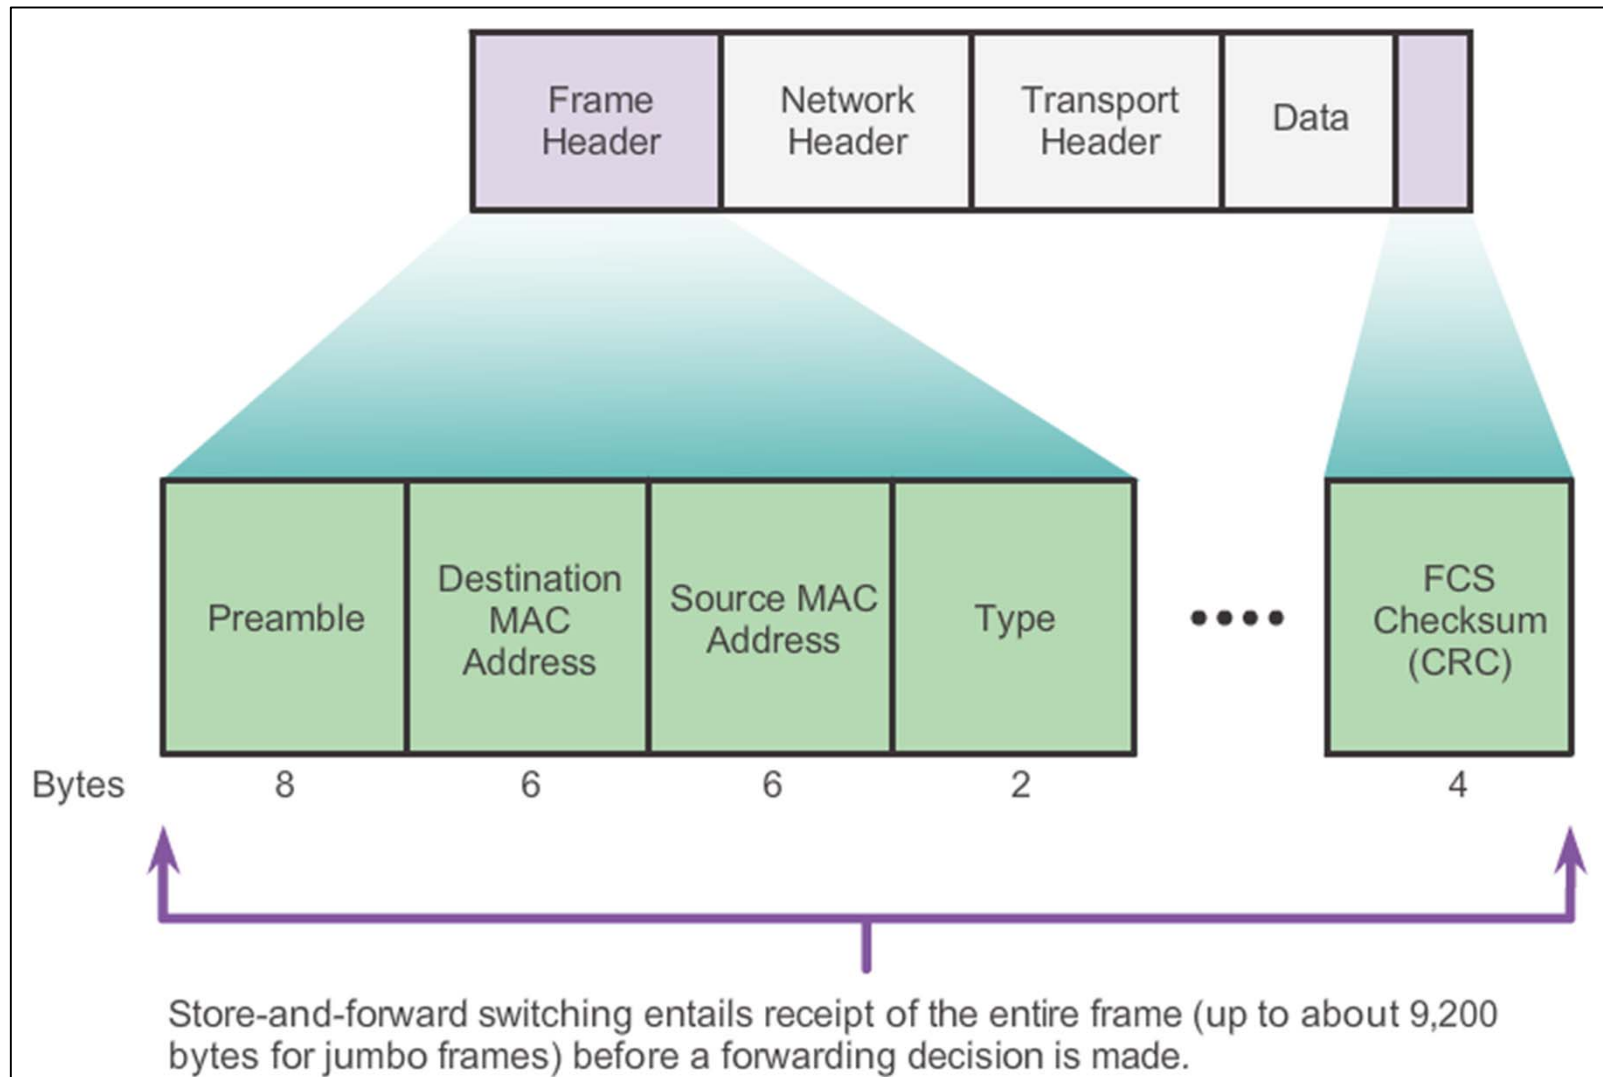 Frame
Header
Network
Header
Transport
Header
Data
Preamble
Destination
MAC
Address
Source MAC
Address
Type
••••
FCS
Checksum
(CRC)
Bytes 8 6 6 2 4
Store-and-forward switching entails receipt of the entire frame (up to about 9,200
bytes for jumbo frames) before a forwarding decision is made.